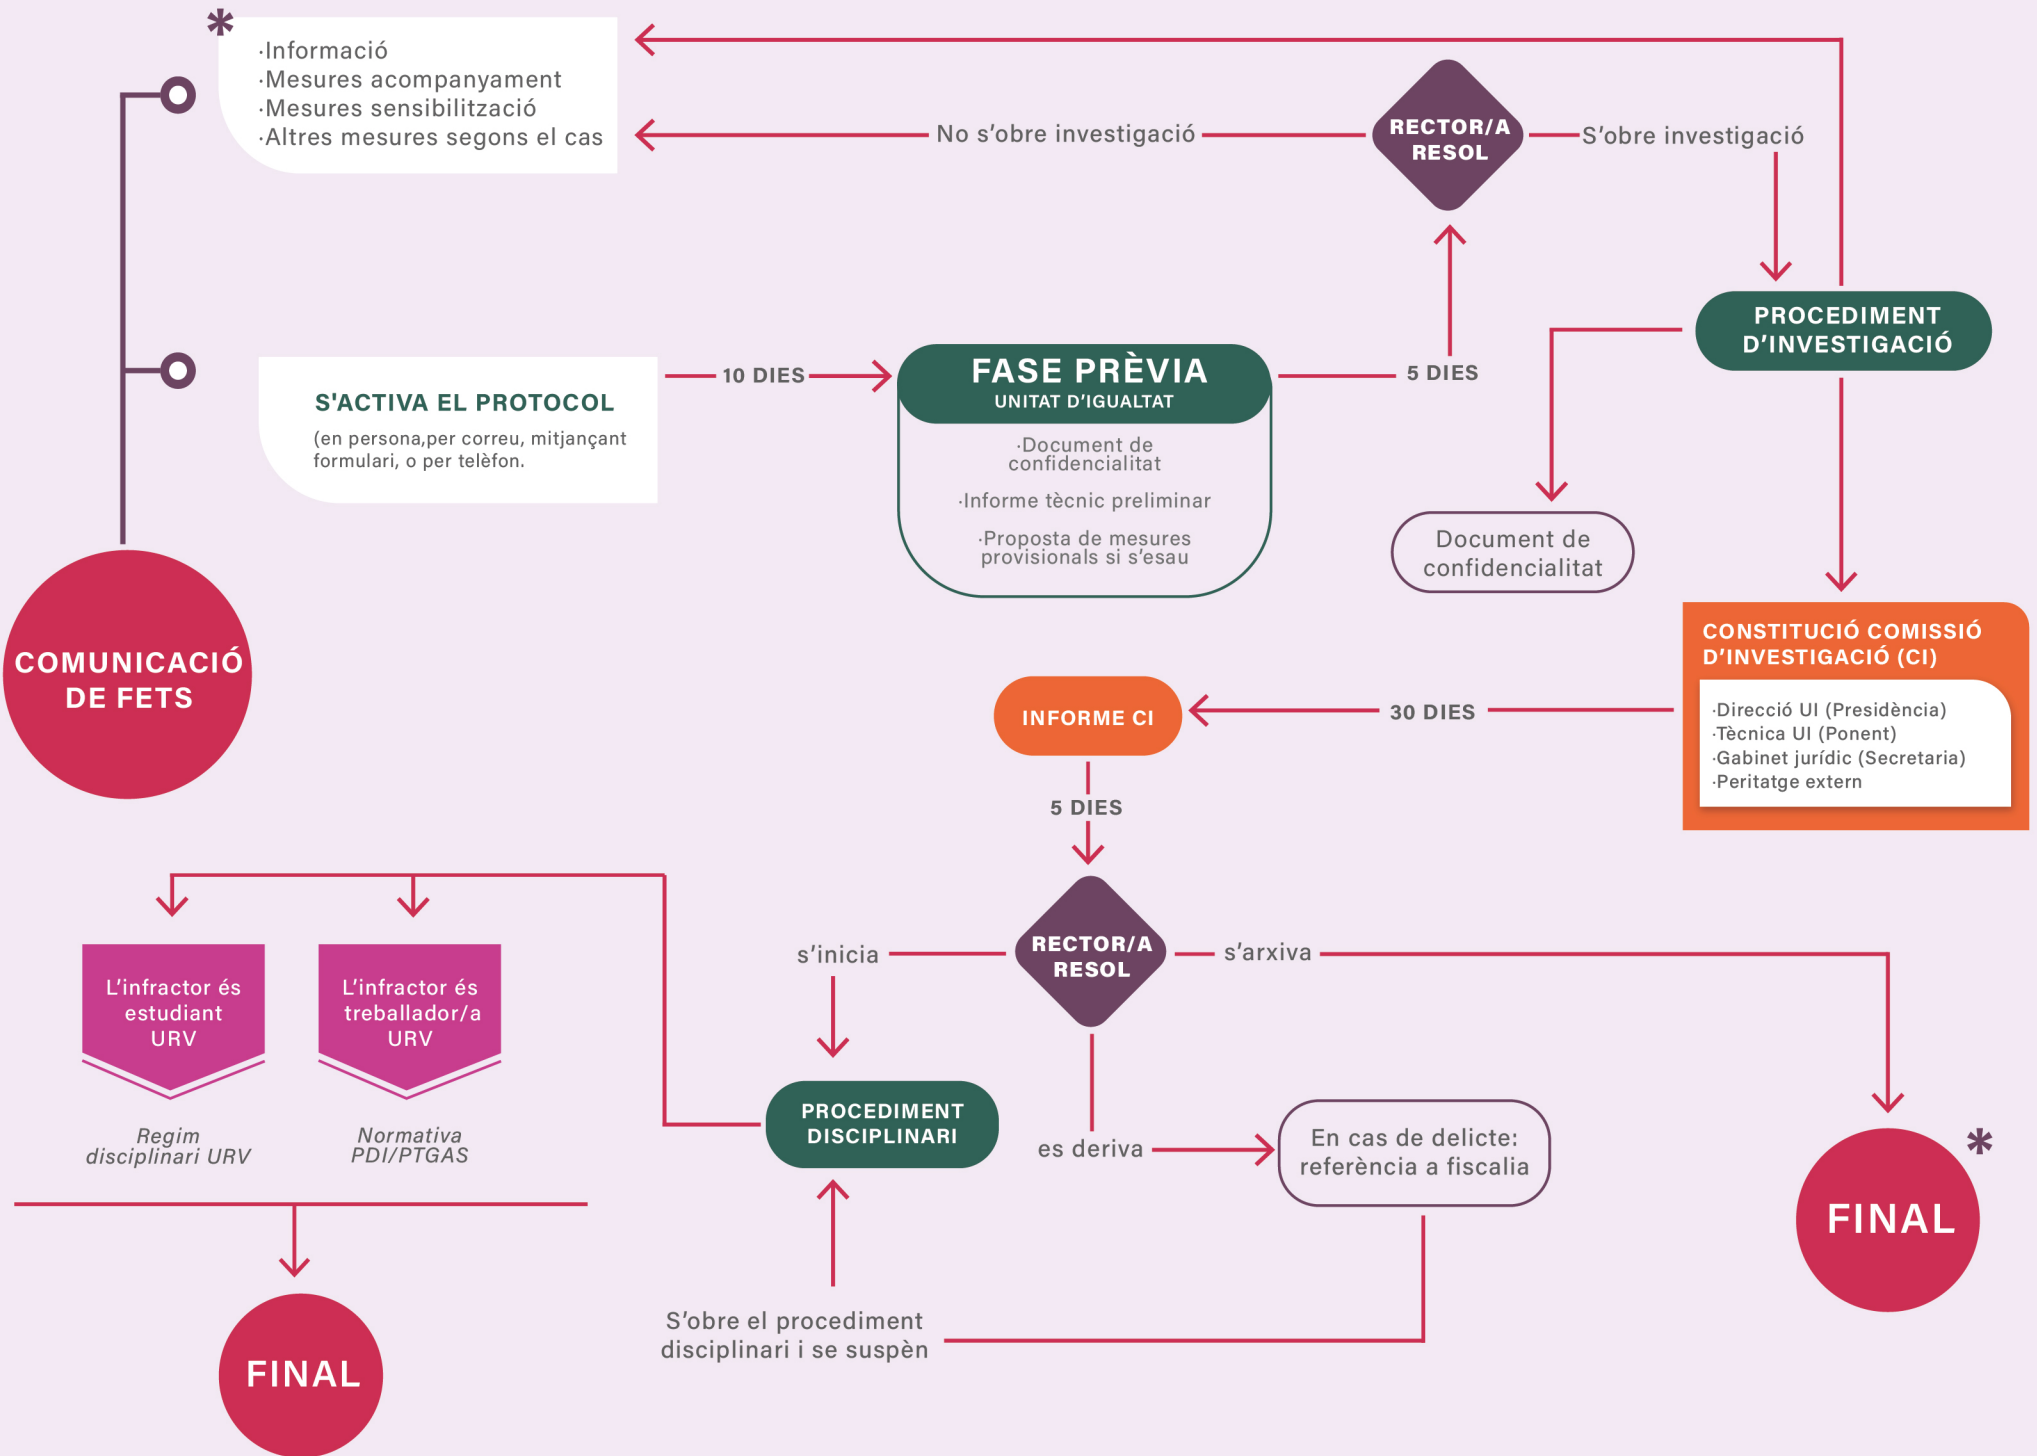 *
·Informació
·Mesures acompanyament
·Mesures sensibilització
·Altres mesures segons el cas
No s'obre investigació
RECTOR/A
RESOL
S'obre investigació
S'ACTIVA EL PROTOCOL
(en persona,per correu, mitjançant
formulari, o per telèfon.
10 DIES
FASE PRÈVIA
UNITAT D'IGUALTAT
·Document de
confidencialitat
·Informe tècnic preliminar
·Proposta de mesures
provisionals si s'esau
5 DIES
PROCEDIMENT
D'INVESTIGACIÓ
Document de
confidencialitat
COMUNICACIÓ
DE FETS
CONSTITUCIÓ COMISSIÓ
D'INVESTIGACIÓ (CI)
·Direcció UI (Presidència)
·Tècnica UI (Ponent)
·Gabinet jurídic (Secretaria)
·Peritatge extern
30 DIES
INFORME CI
5 DIES
RECTOR/A
RESOL
s'inicia
s'arxiva
es deriva
L'infractor és
estudiant
URV
L'infractor és
treballador/a
URV
Regim
disciplinari URV
Normativa
PDI/PTGAS
PROCEDIMENT
DISCIPLINARI
En cas de delicte:
referència a fiscalia
*
FINAL
S'obre el procediment
disciplinari i se suspèn
FINAL